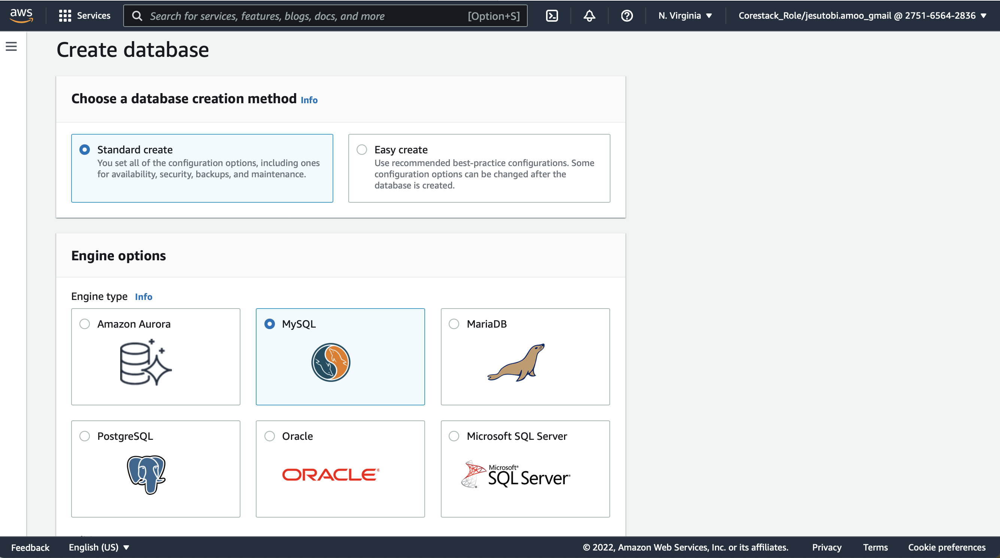 aws Services Search for services, features, blogs, docs, and more [Option+S] N. Virginia Corestack_Role/jesutobi.amoo_gmail @ 2751-6564-2836
Create database
Choose a database creation method Info
Standard create
You set all of the configuration options, including ones
for availability, security, backups, and maintenance.
Easy create
Use recommended best-practice configurations. Some
configuration options can be changed after the
database is created.
Engine options
Engine type Info
Amazon Aurora
MySQL
MariaDB
PostgreSQL
Oracle
ORACLE
Microsoft SQL Server
Microsoft®
SQL Server
Feedback English (US) © 2022, Amazon Web Services, Inc. or its affiliates. Privacy Terms Cookie preferences